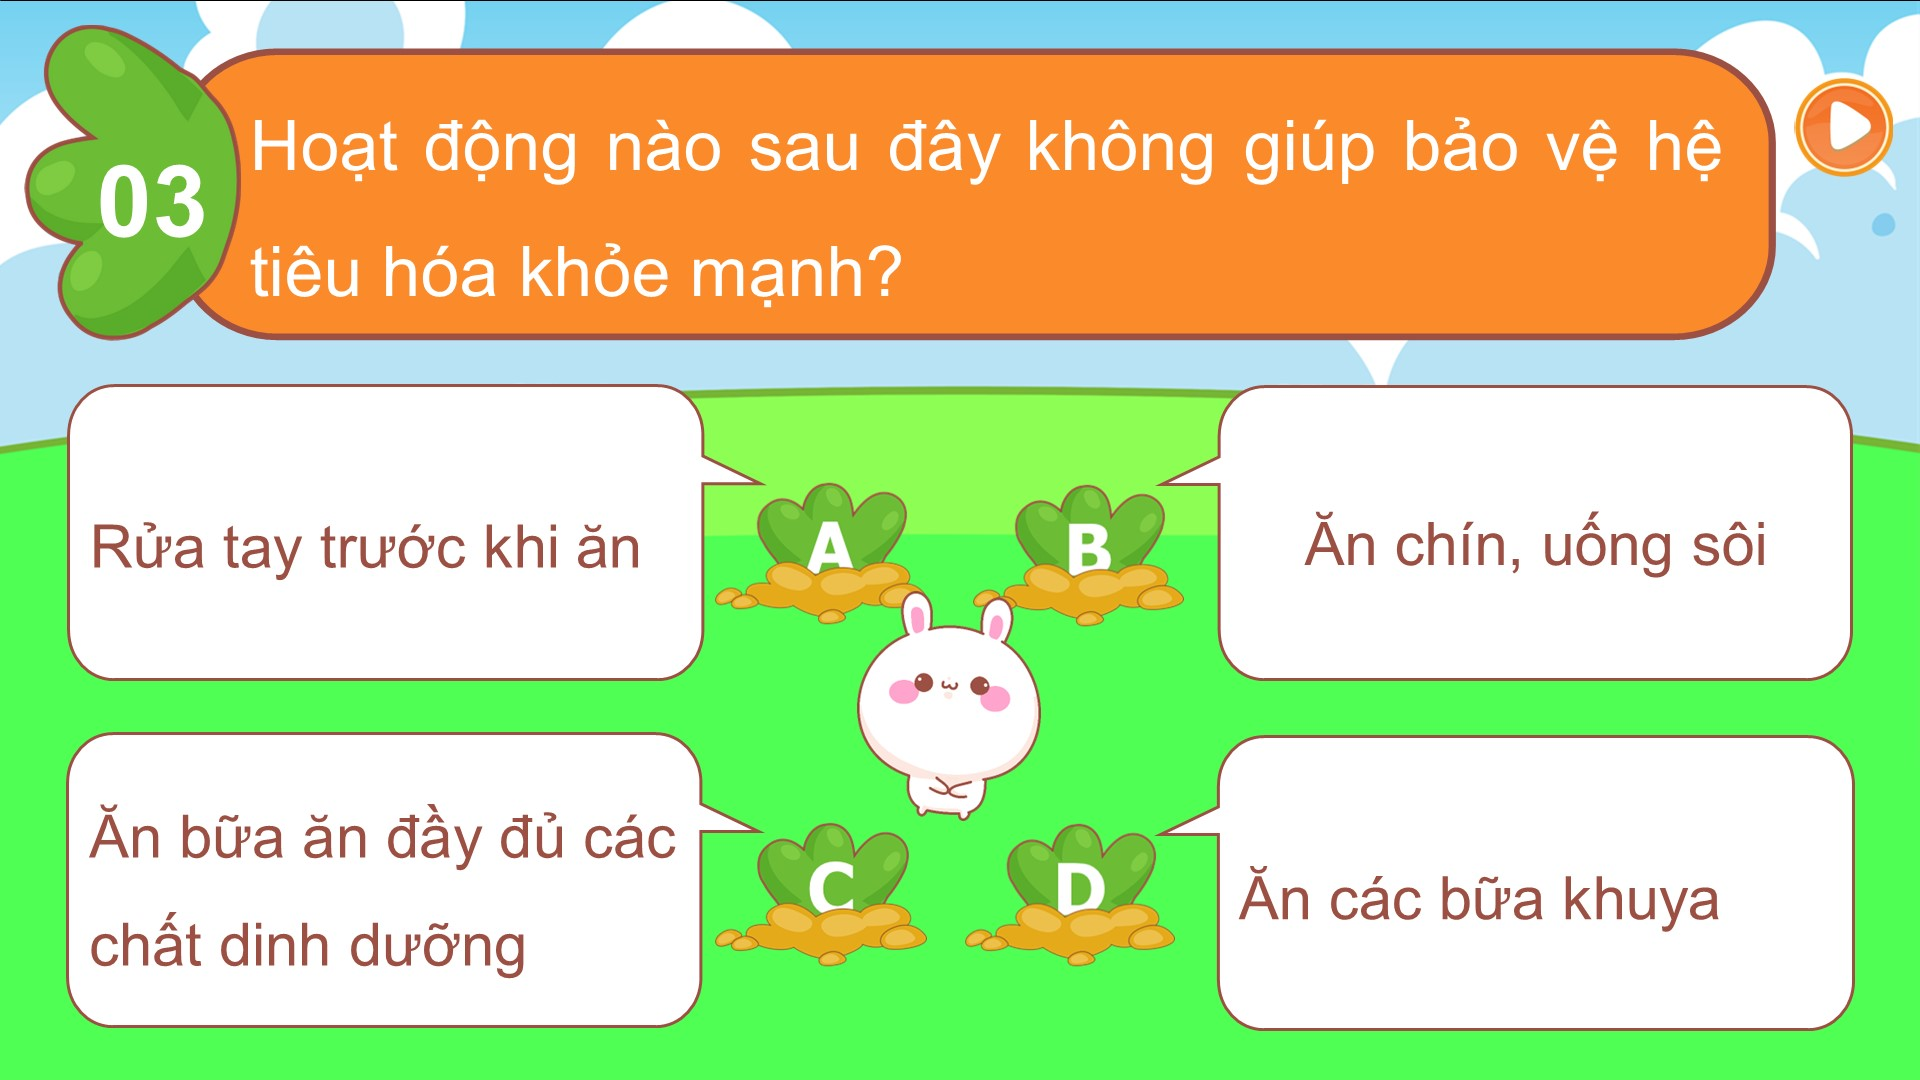 03
Hoạt động nào sau đây không giúp bảo vệ hệ
tiêu hóa khỏe mạnh?
Rửa tay trước khi ăn
A
B
Ăn chín, uống sôi
Ăn bữa ăn đầy đủ các
chất dinh dưỡng
C
D
Ăn các bữa khuya